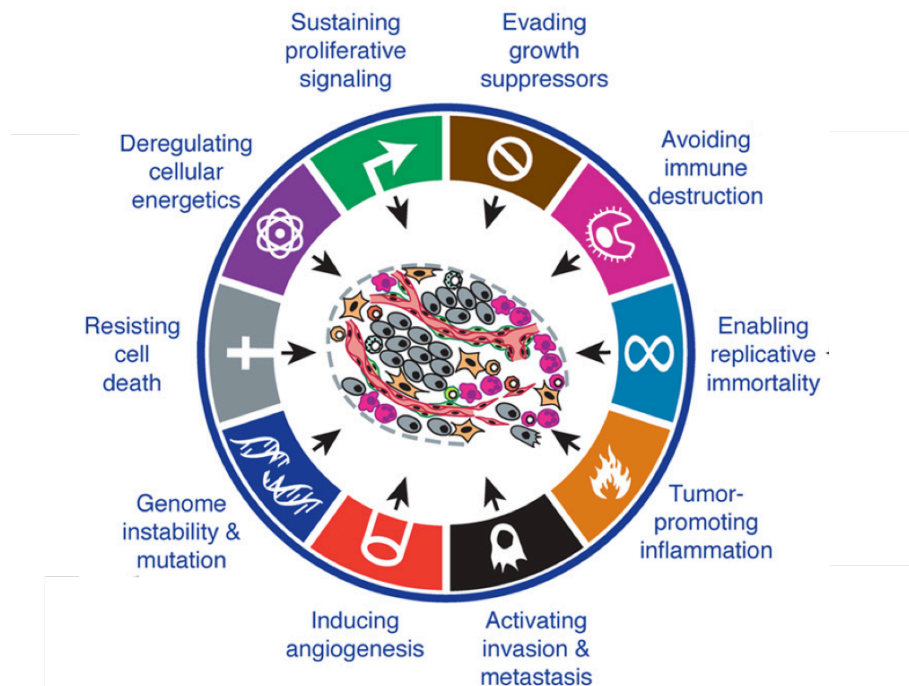 Sustaining
proliferative
signaling
Evading
growth
suppressors
Avoiding
immune
destruction
Enabling
replicative
immortality
Tumor-
promoting
inflammation
Activating
invasion &
metastasis
Inducing
angiogenesis
Genome
instability &
mutation
Resisting
cell
death
Deregulating
cellular
energetics